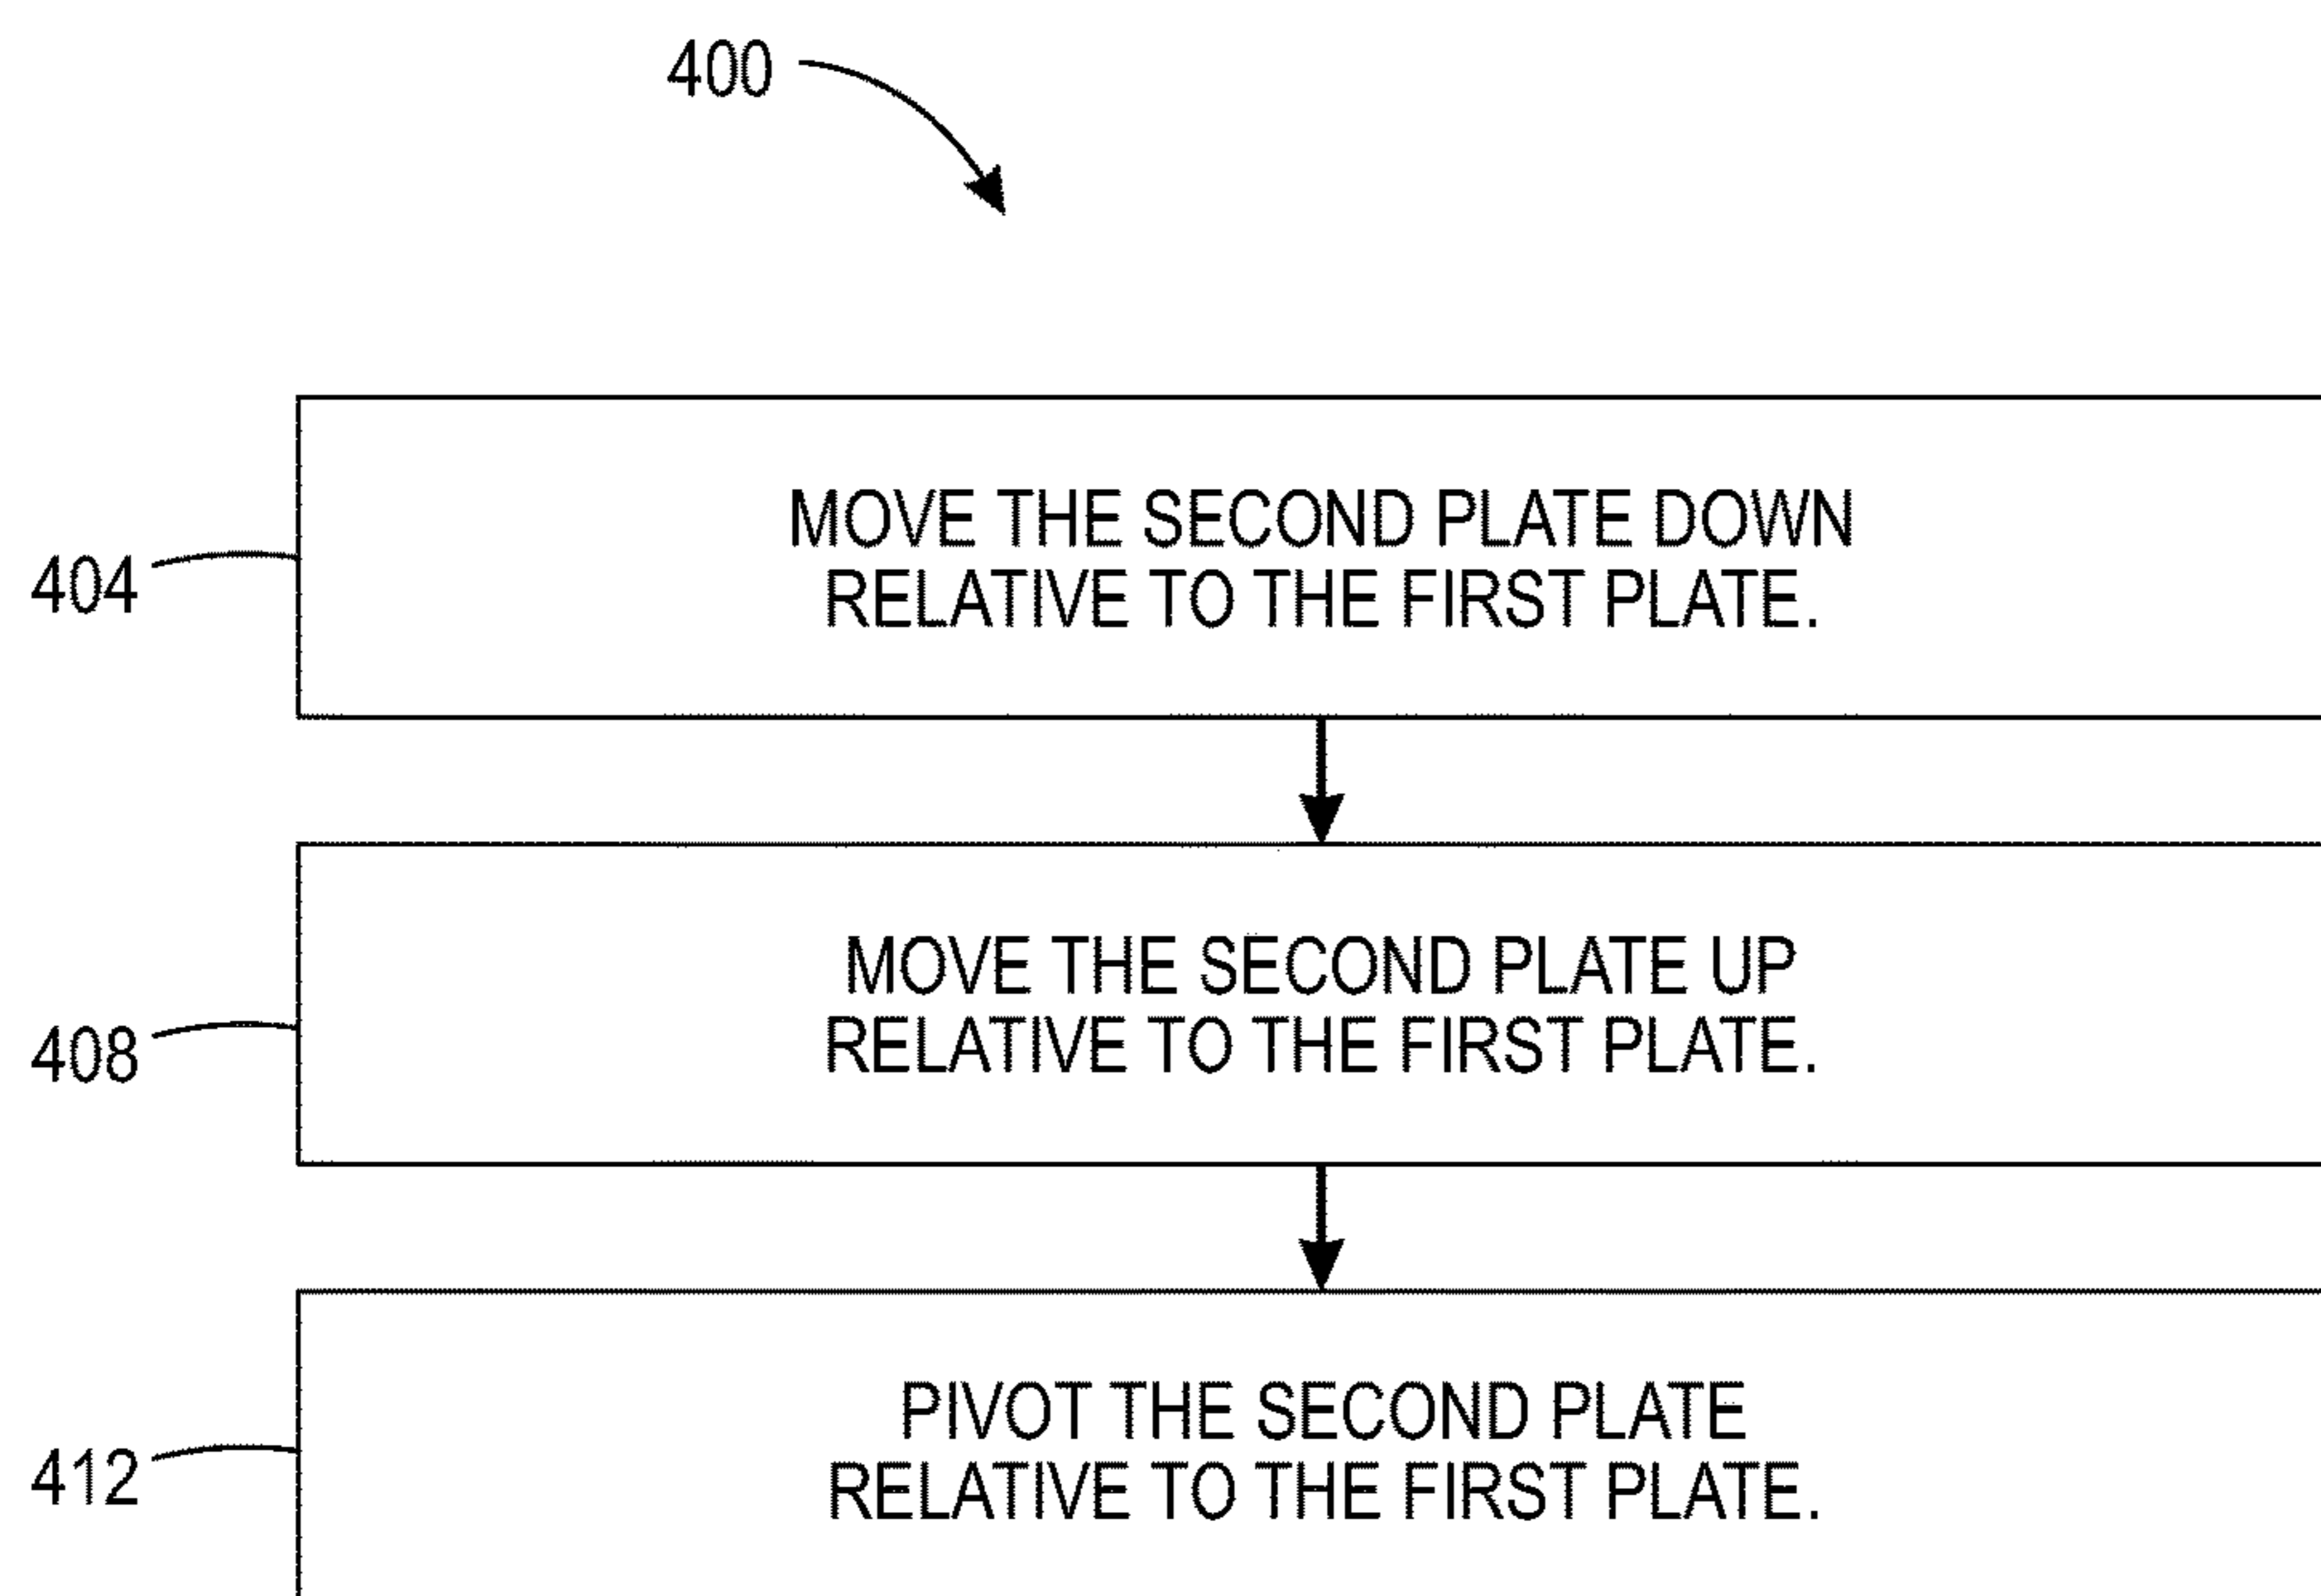 400
404
MOVE THE SECOND PLATE DOWN
RELATIVE TO THE FIRST PLATE.
408
MOVE THE SECOND PLATE UP
RELATIVE TO THE FIRST PLATE.
412
PIVOT THE SECOND PLATE
RELATIVE TO THE FIRST PLATE.